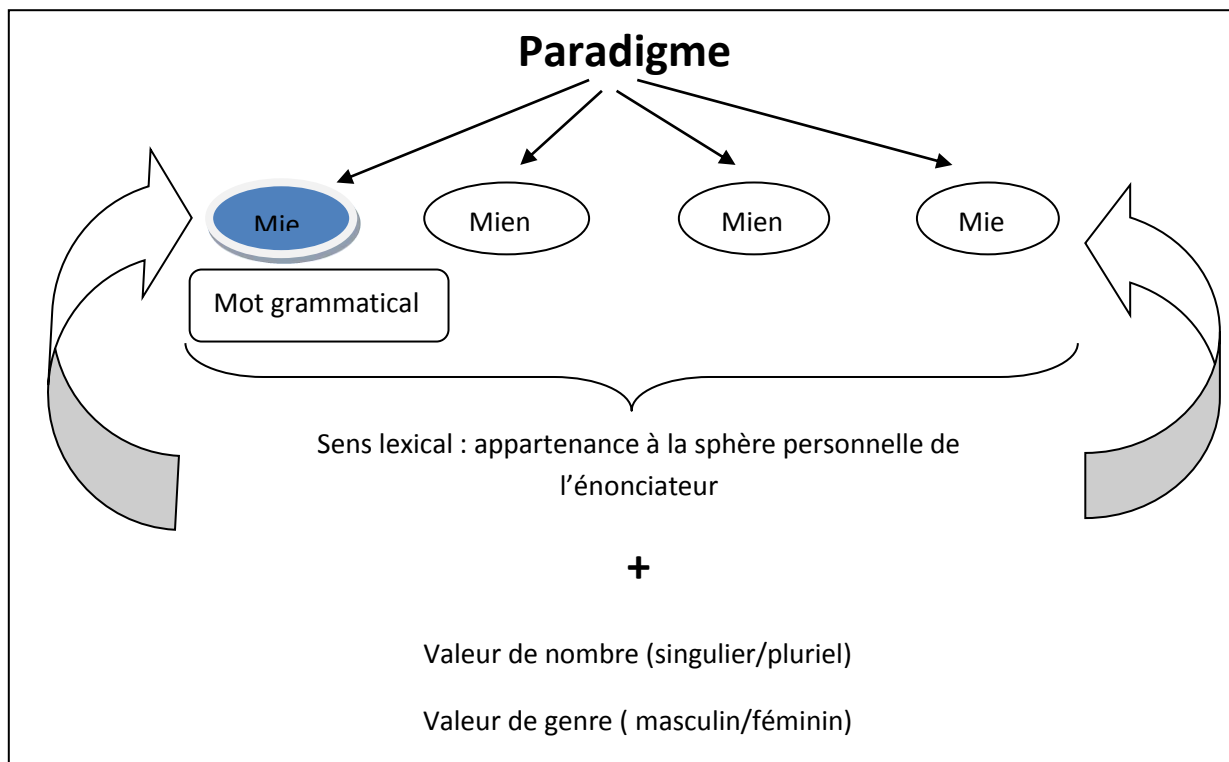 Paradigme
Mie
Mien
Mien
Mie
Mot grammatical
Sens lexical : appartenance à la sphère personnelle de
l’énonciateur
+
Valeur de nombre (singulier/pluriel)
Valeur de genre ( masculin/féminin)